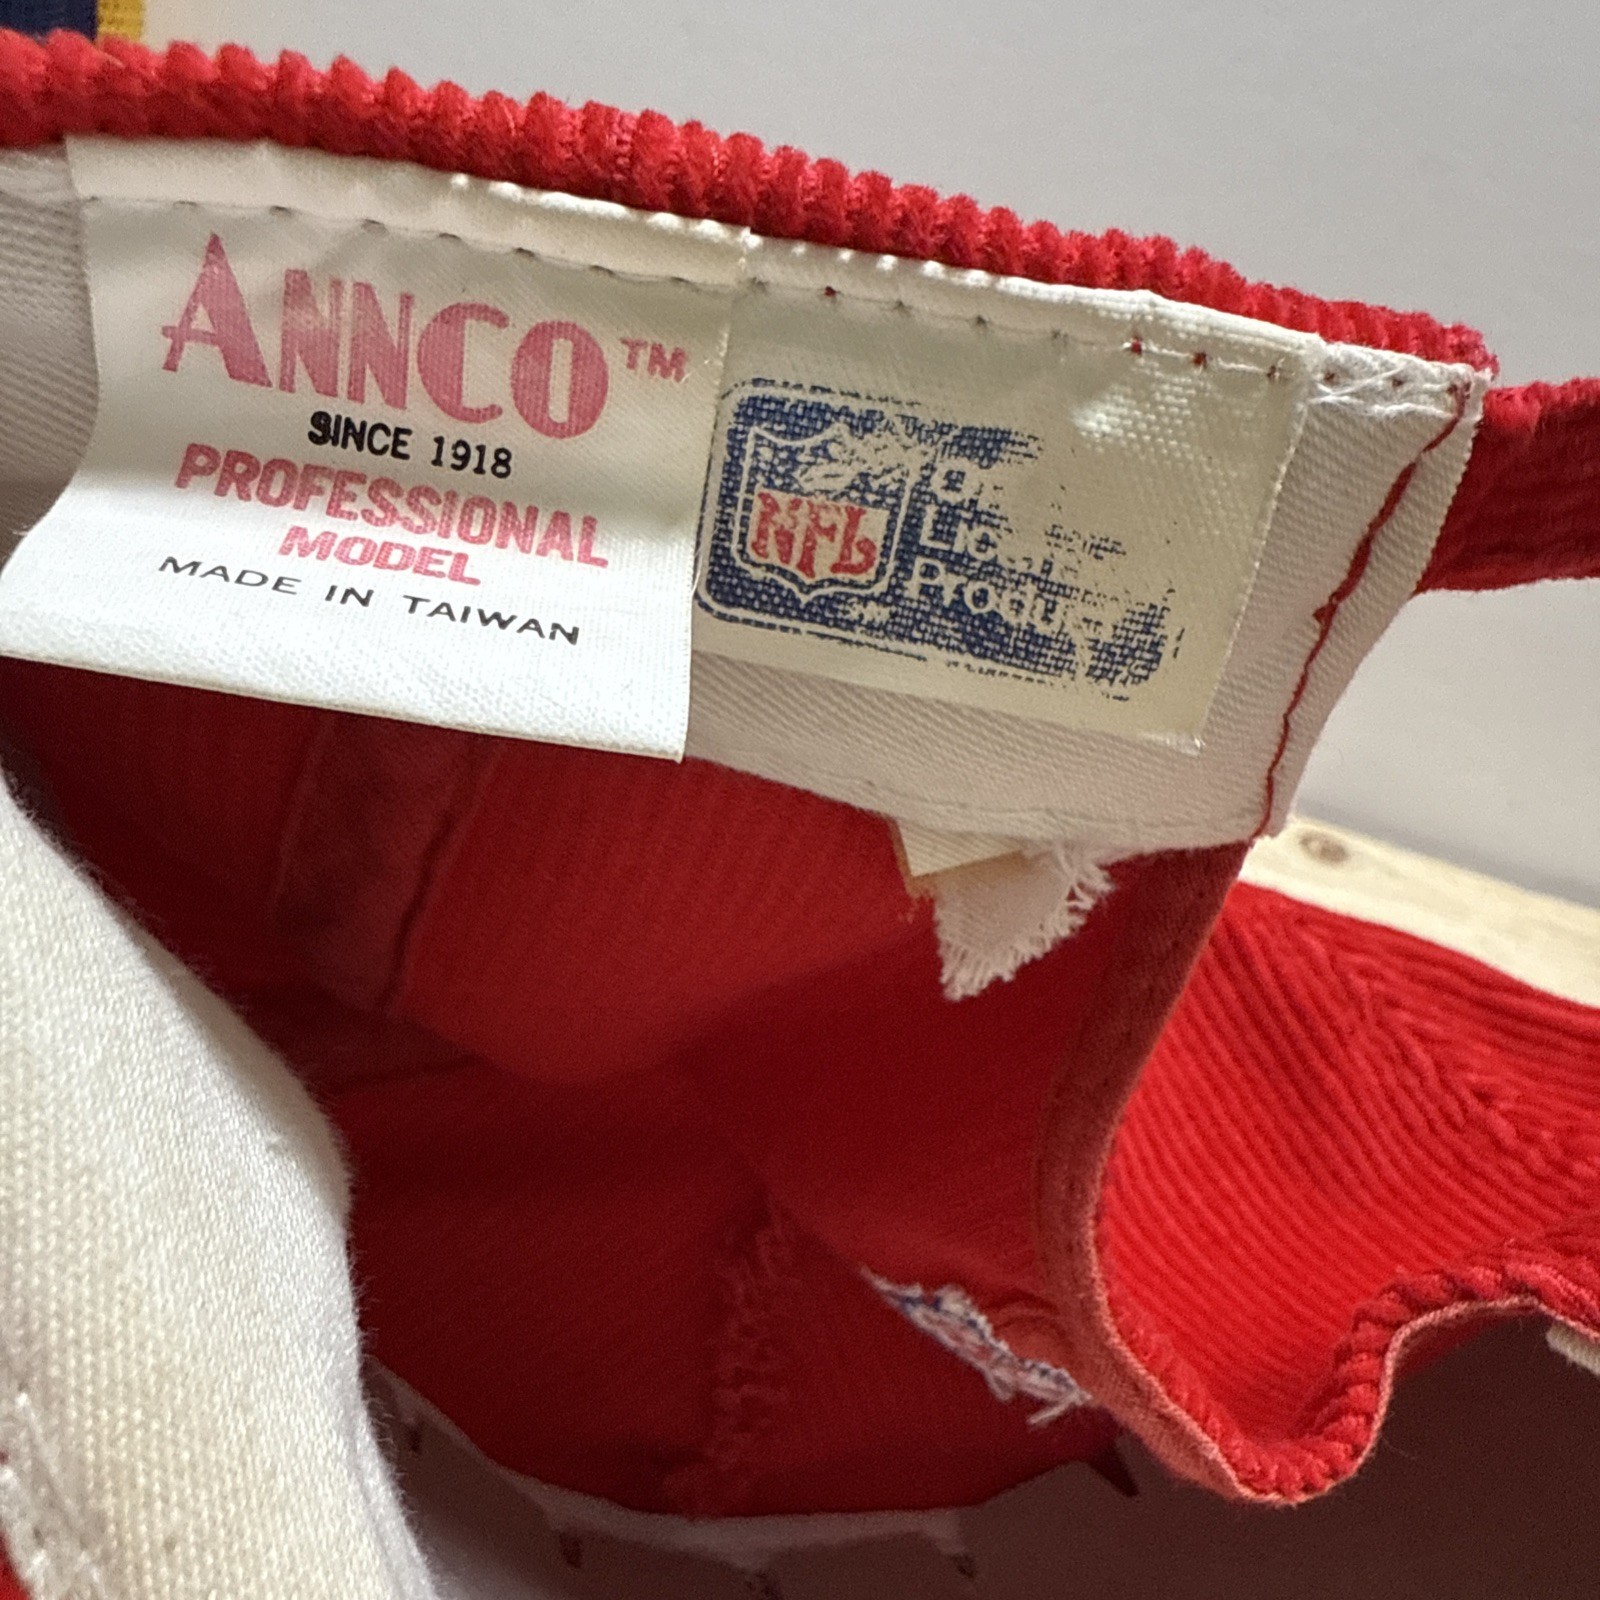 ANNCO™
SINCE 1918
PROFESSIONAL
MODEL
MADE IN TAIWAN
NFL